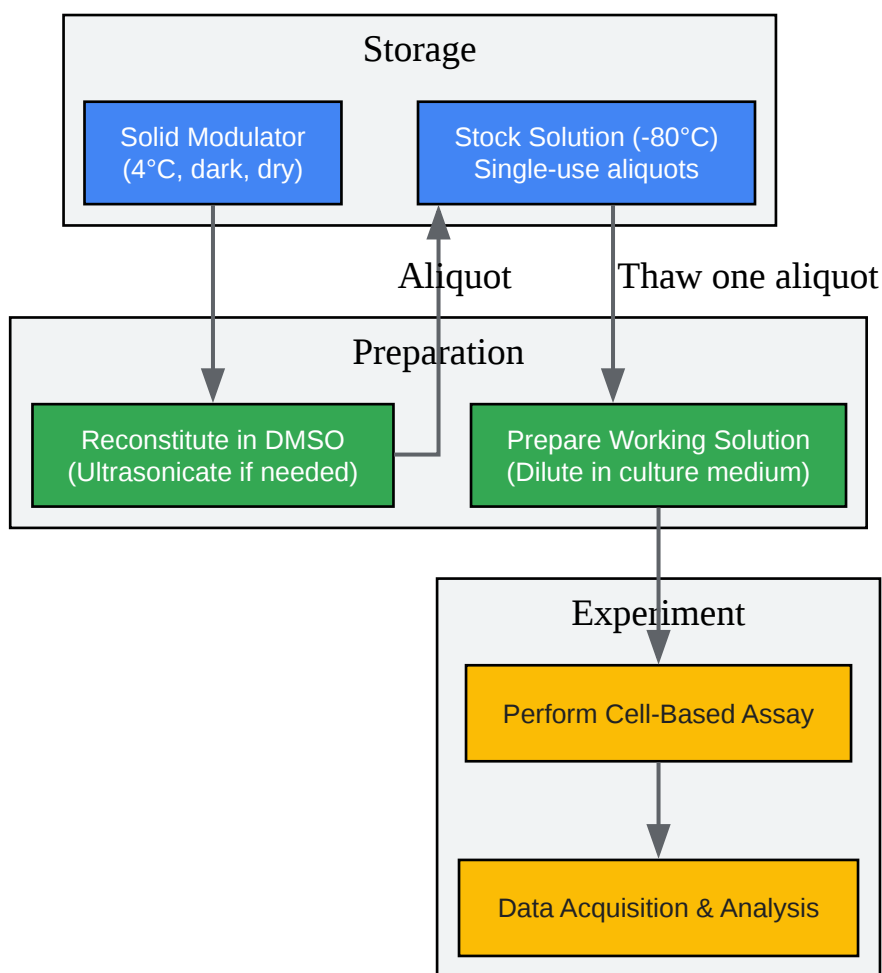 Storage
Solid Modulator
(4°C, dark, dry)
Stock Solution (-80°C)
Single-use aliquots
Aliquot
Thaw one aliquot
Preparation
Reconstitute in DMSO
(Ultrasonicate if needed)
Prepare Working Solution
(Dilute in culture medium)
Experiment
Perform Cell-Based Assay
Data Acquisition & Analysis